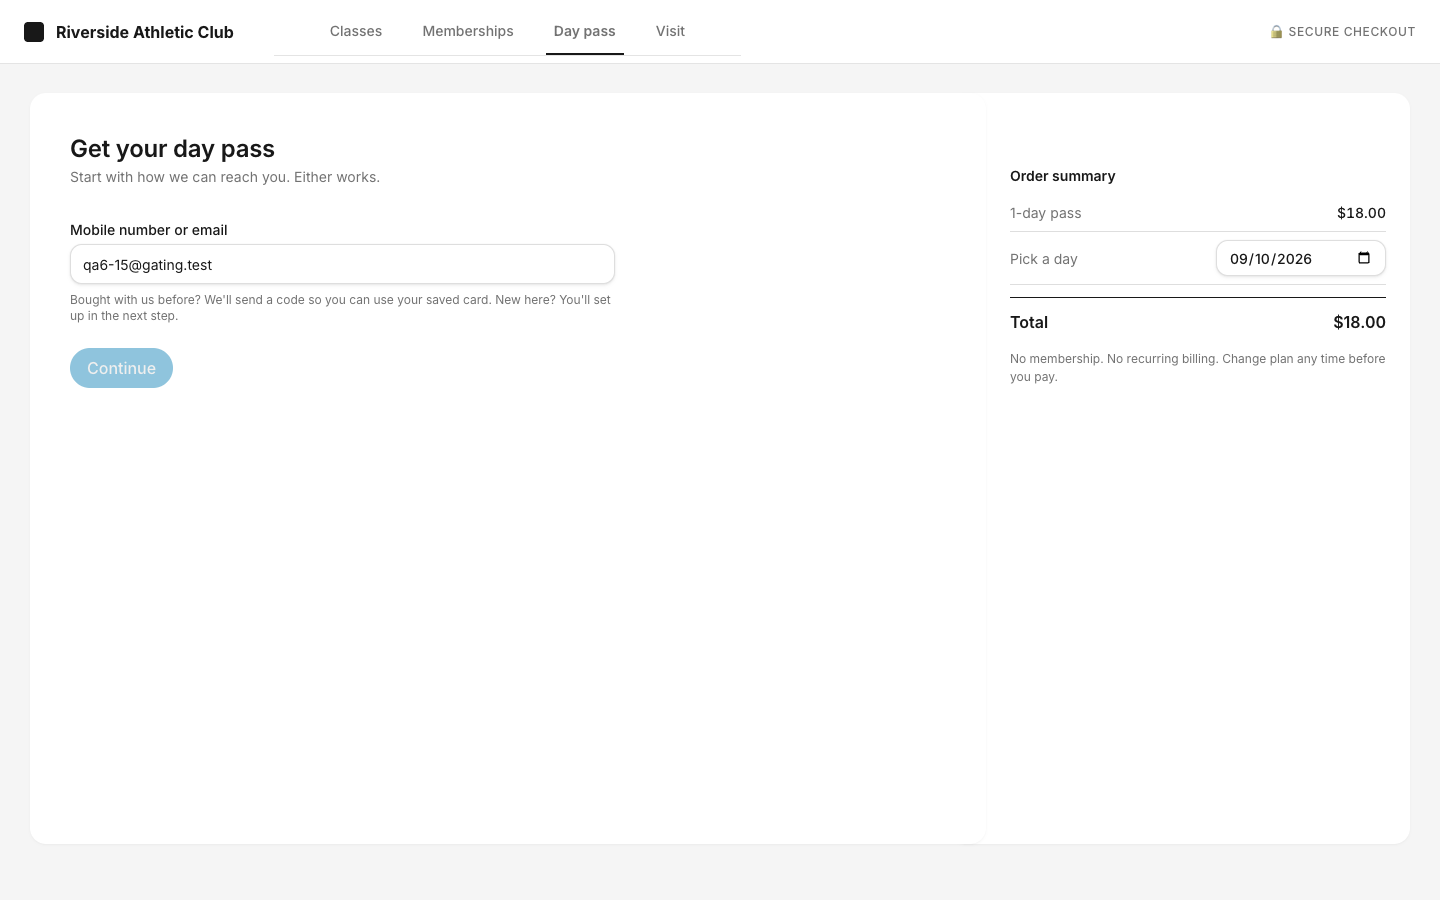 Riverside Athletic Club
Classes
Memberships
Day pass
Visit
SECURE CHECKOUT
Get your day pass
Start with how we can reach you. Either works.
Mobile number or email
qa6-15@gating.test
Bought with us before? We'll send a code so you can use your saved card. New here? You'll set
up in the next step.
Continue
Order summary
1-day pass $18.00
Pick a day 09/10/2026
Total $18.00
No membership. No recurring billing. Change plan any time before
you pay.